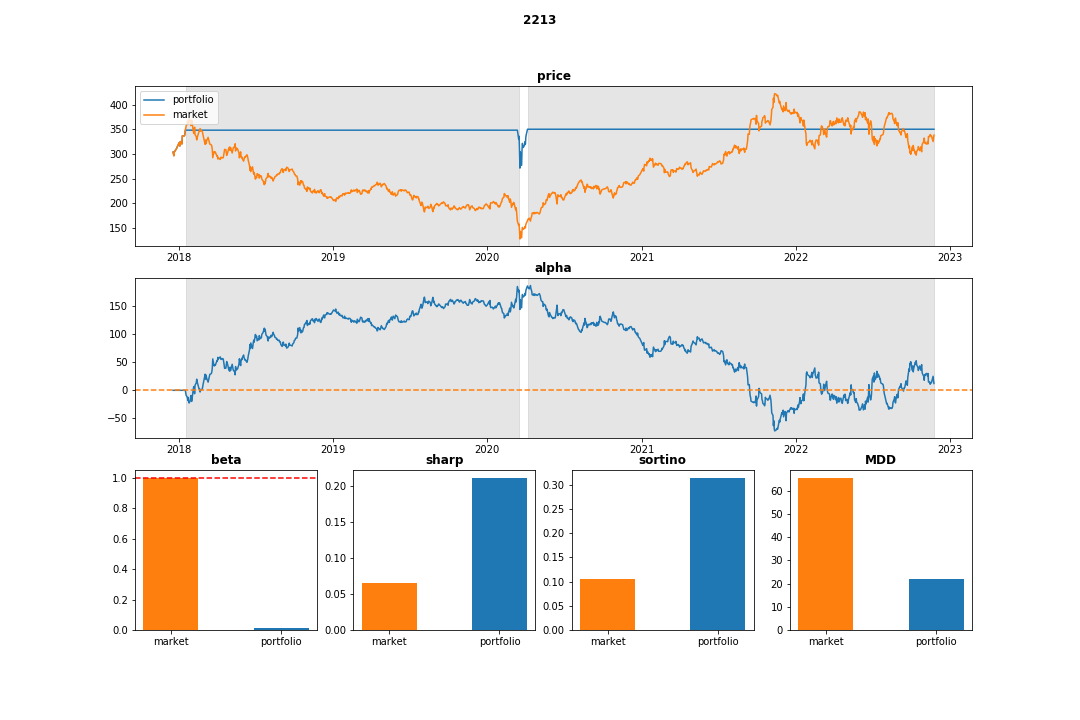 2213
price
portfolio
market
400
350
300
250
200
150
2018 2019 2020 2021 2022 2023
alpha
150
100
50
0
−50
2018 2019 2020 2021 2022 2023
beta
1.0
0.8
0.6
0.4
0.2
0.0
market portfolio
sharp
0.20
0.15
0.10
0.05
0.00
market portfolio
sortino
0.30
0.25
0.20
0.15
0.10
0.05
0.00
market portfolio
MDD
60
50
40
30
20
10
0
market portfolio